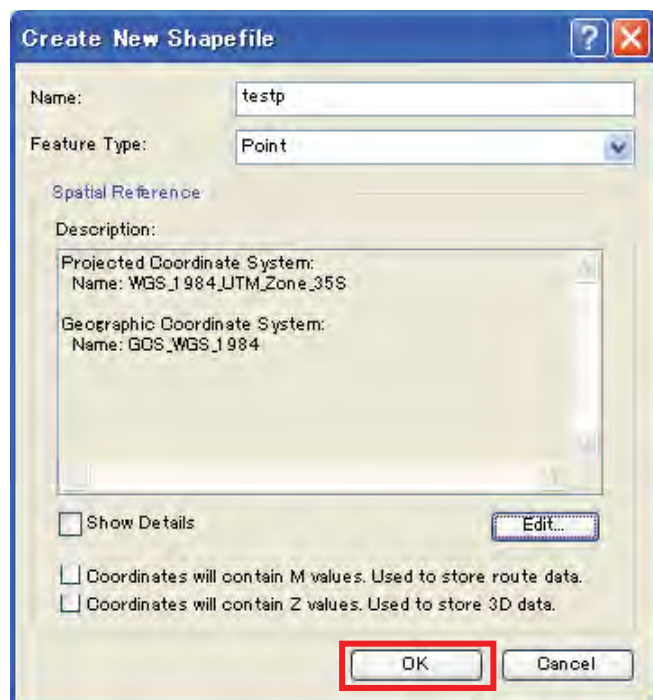 Create New Shapefile
Name: testp
Feature Type: Point
Spatial Reference
Description:
Projected Coordinate System:
Name: WGS_1984_UTM_Zone_35S
Geographic Coordinate System:
Name: GCS_WGS_1984
Show Details
Edit...
Coordinates will contain M values. Used to store route data.
Coordinates will contain Z values. Used to store 3D data.
OK Cancel